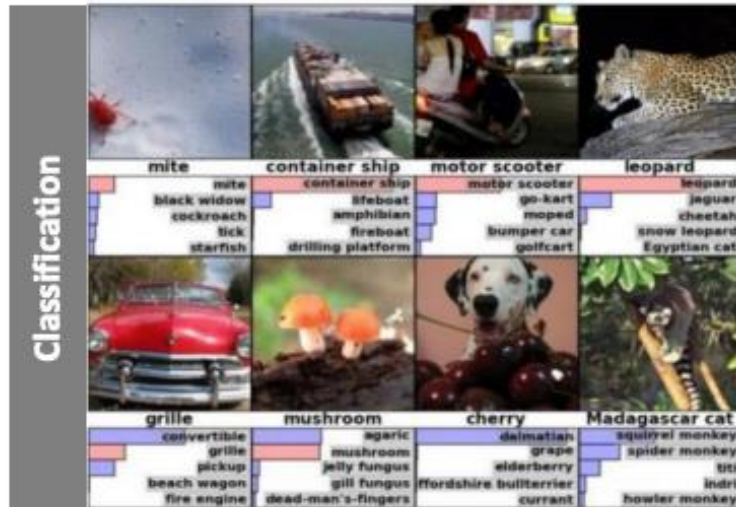 Classification
mite
container ship
motor scooter
leopard
mite
black widow
cockroach
tick
starfish
container ship
lifeboat
amphibian
fireboat
drilling platform
motor scooter
go-kart
moped
bumper car
golfcart
leopard
jaguar
cheetah
snow leopard
Egyptian cat
grille
mushroom
cherry
Madagascar cat
convertible
grille
pickup
beach wagon
fire engine
agaric
mushroom
jelly fungus
gill fungus
dead-man's-fingers
dalmatian
grape
elderberry
ffordshire bullterrier
currant
squirrel monkey
spider monkey
titi
indri
howler monkey